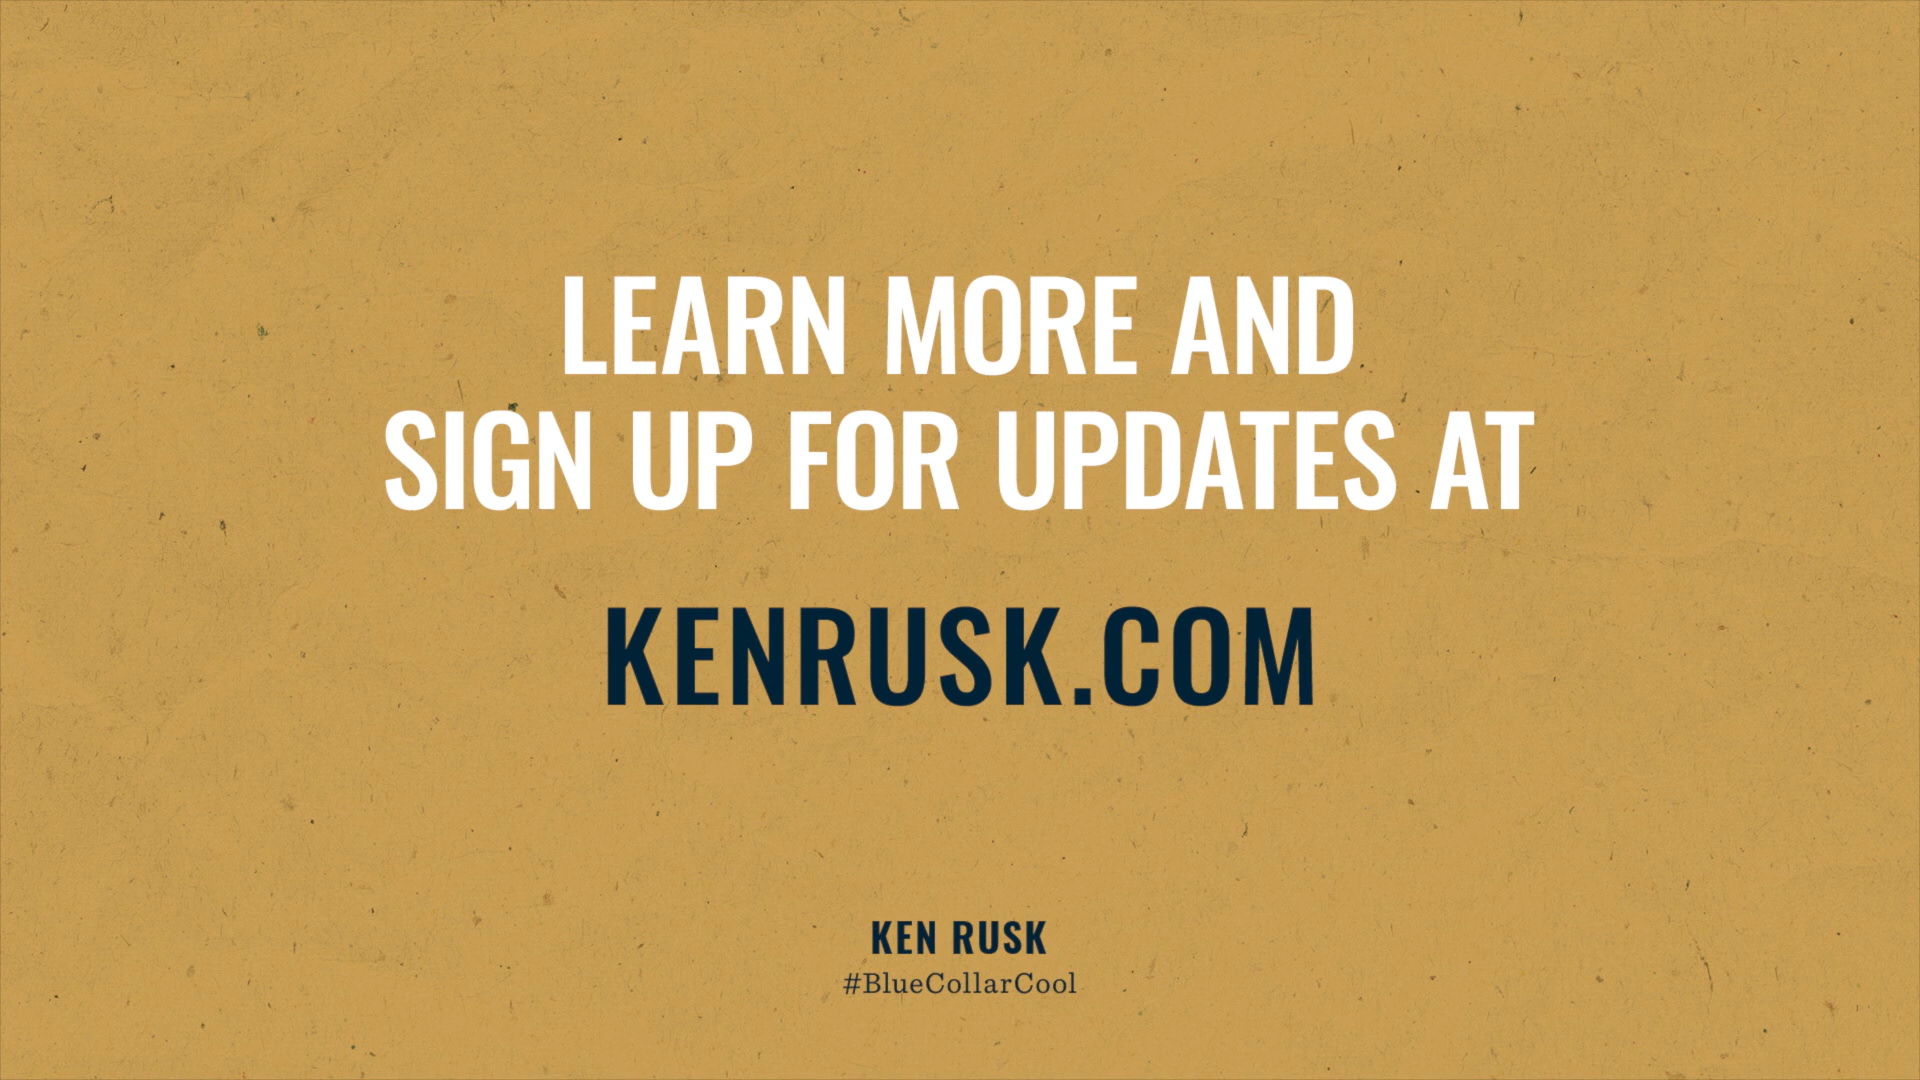 LEARN MORE AND
SIGN UP FOR UPDATES AT
KENRUSK.COM
KEN RUSK
#BlueCollarCool